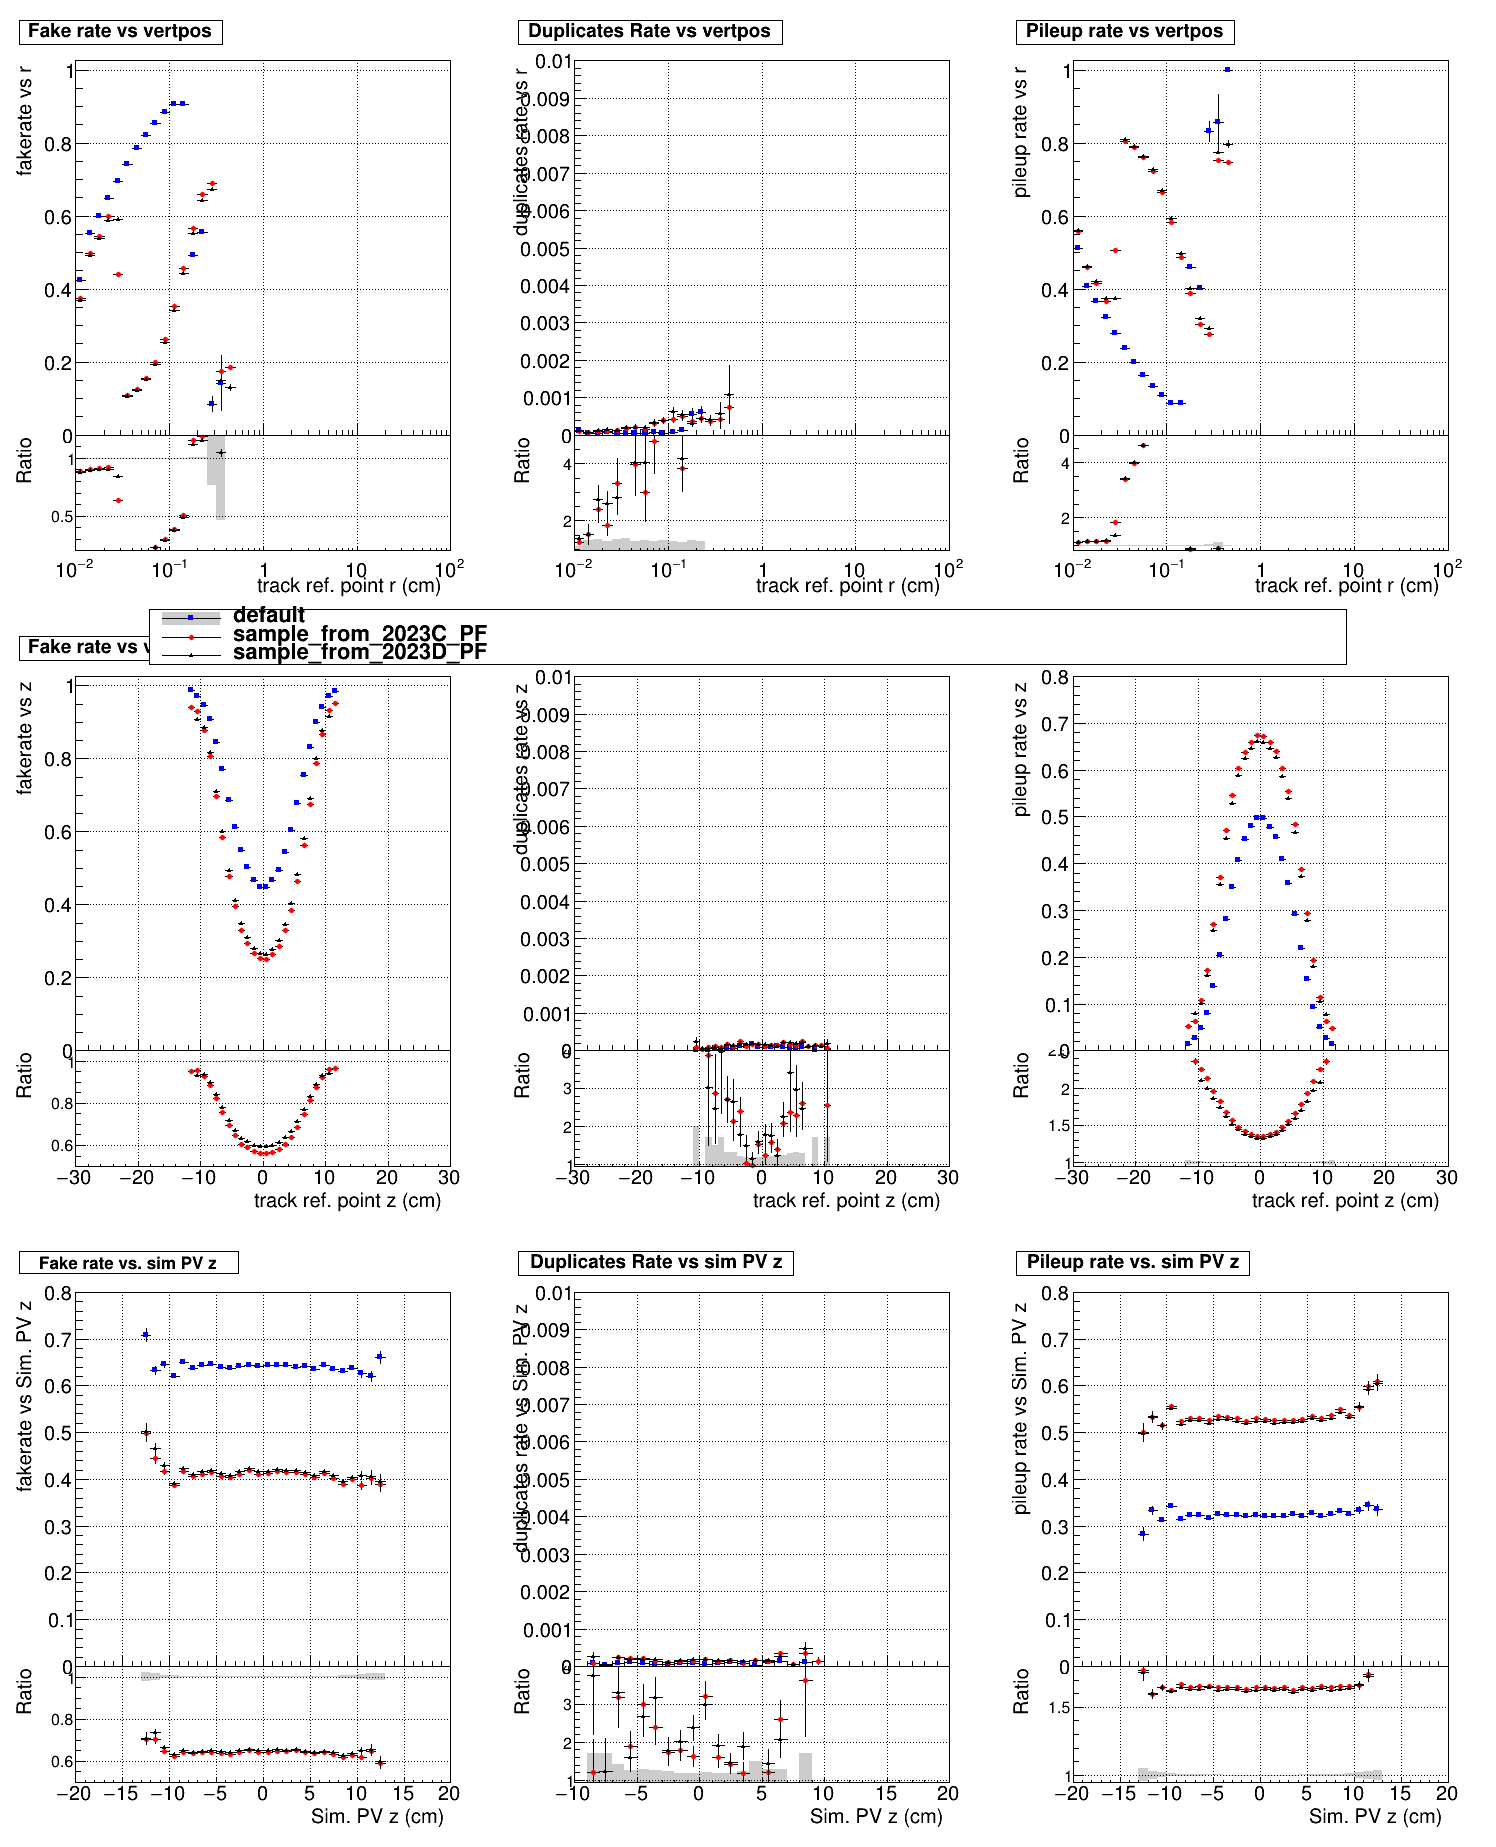 Fake rate vs vertpos
Duplicates Rate vs vertpos
Pileup rate vs vertpos
fakerate vs r
1
0.8
0.6
0.4
0.2
0
Ratio
1
0.5
10−2
10−1
1
10
102
track ref. point r (cm)
duplicates rate vs r
0.01
0.009
0.008
0.007
0.006
0.005
0.004
0.003
0.002
0.001
0
Ratio
4
2
10−2
10−1
1
10
102
track ref. point r (cm)
pileup rate vs r
1
0.8
0.6
0.4
0.2
0
Ratio
4
2
10−2
10−1
1
10
102
track ref. point r (cm)
default
sample_from_2023C_PF
sample_from_2023D_PF
Fake rate vs v
fakerate vs z
1
0.8
0.6
0.4
0.2
0
Ratio
1
0.8
0.6
−30 −20 −10 0 10 20 30
track ref. point z (cm)
duplicates rate vs z
0.01
0.009
0.008
0.007
0.006
0.005
0.004
0.003
0.002
0.001
Ratio
3
2
1
−30 −20 −10 0 10 20 30
track ref. point z (cm)
pileup rate vs z
0.8
0.7
0.6
0.5
0.4
0.3
0.2
0.1
0
Ratio
2
1.5
1
−30 −20 −10 0 10 20 30
track ref. point z (cm)
Fake rate vs. sim PV z
Duplicates Rate vs sim PV z
Pileup rate vs. sim PV z
fakerate vs Sim. PV z
0.8
0.7
0.6
0.5
0.4
0.3
0.2
0.1
0
Ratio
1
0.8
0.6
−20 −15 −10 −5 0 5 10 15 20
Sim. PV z (cm)
duplicates rate vs Sim. PV z
0.01
0.009
0.008
0.007
0.006
0.005
0.004
0.003
0.002
0.001
Ratio
3
2
1
−10 −5 0 5 10 15 20
Sim. PV z (cm)
pileup rate vs Sim. PV z
0.8
0.7
0.6
0.5
0.4
0.3
0.2
0.1
0
Ratio
1.5
1
−20 −15 −10 −5 0 5 10 15 20
Sim. PV z (cm)